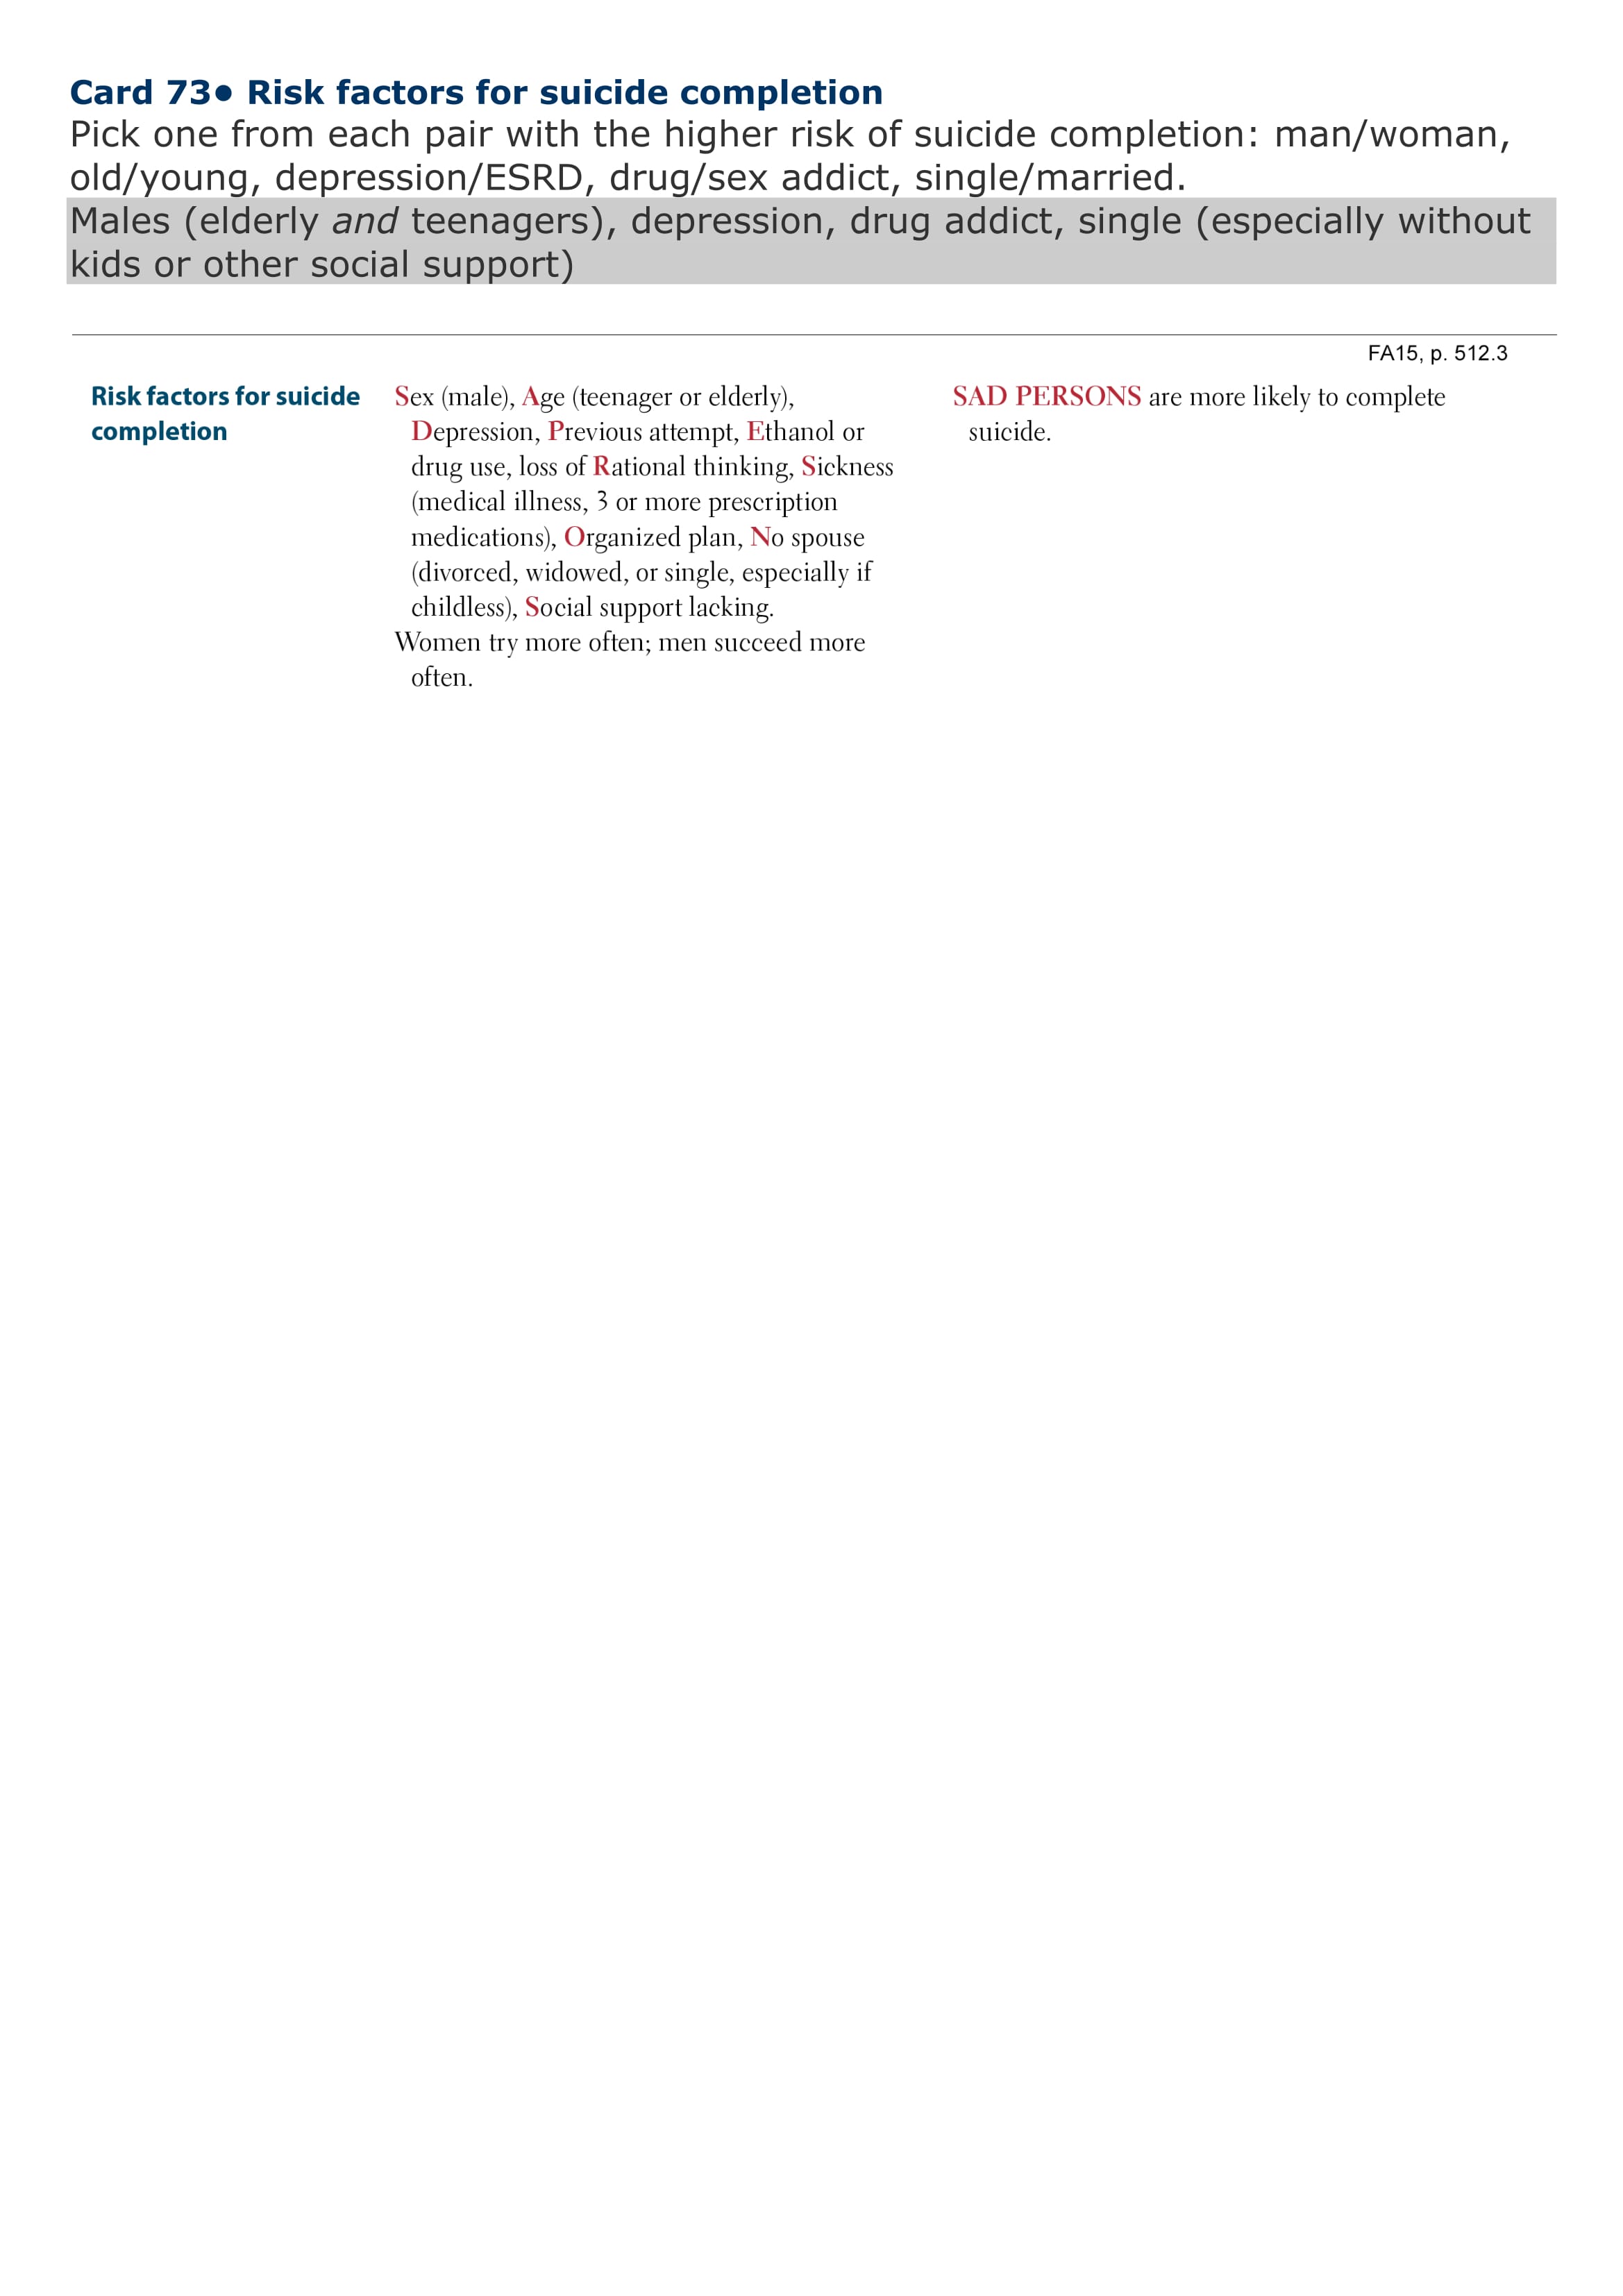 Card 73● Risk factors for suicide completion
Pick one from each pair with the higher risk of suicide completion: man/woman,
old/young, depression/ESRD, drug/sex addict, single/married.
Males (elderly and teenagers), depression, drug addict, single (especially without
kids or other social support)
FA15, p. 512.3
Risk factors for suicide
completion
Sex (male), Age (teenager or elderly),
Depression, Previous attempt, Ethanol or
drug use, loss of Rational thinking, Sickness
(medical illness, 3 or more prescription
medications), Organized plan, No spouse
(divorced, widowed, or single, especially if
childless), Social support lacking.
Women try more often; men succeed more
often.
SAD PERSONS are more likely to complete
suicide.